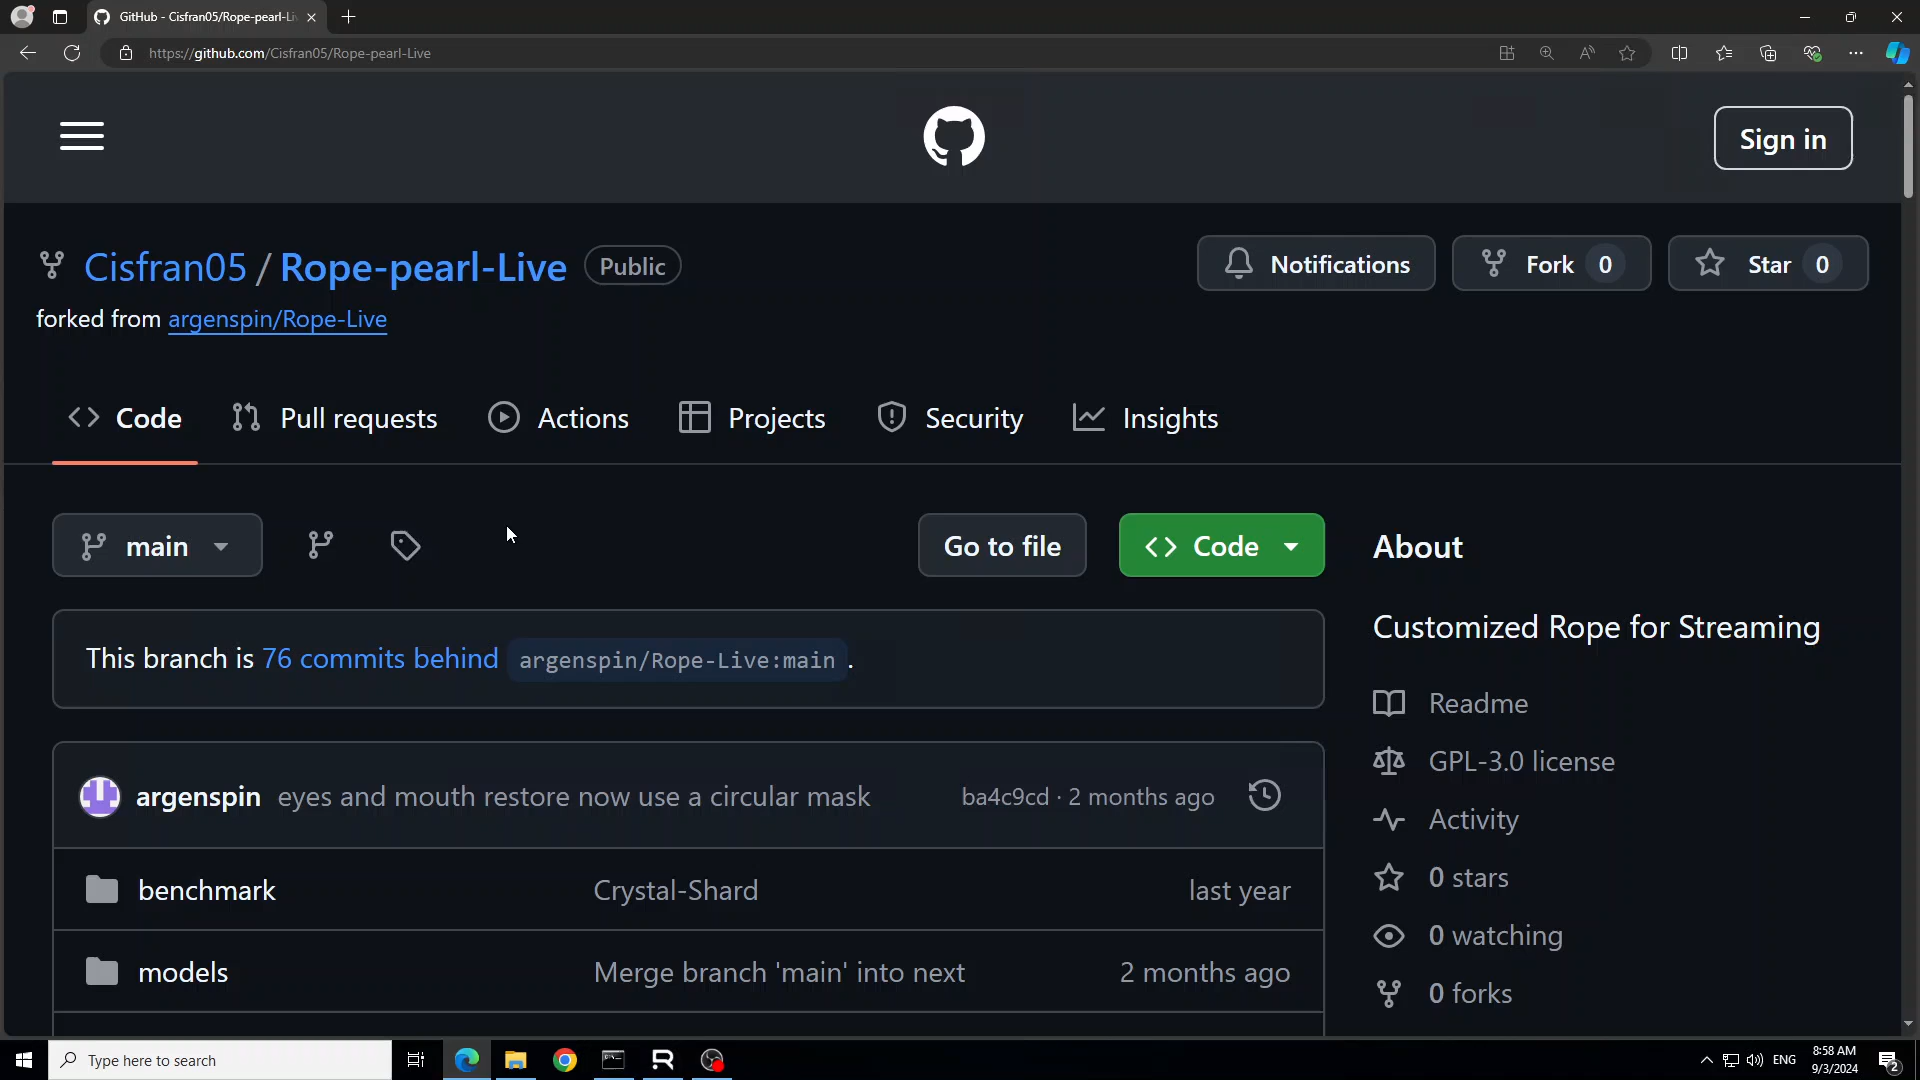 GitHub - Cisfran05/Rope-pearl-Li
https://github.com/Cisfran05/Rope-pearl-Live
Sign in
Cisfran05 / Rope-pearl-Live Public
Notifications Fork 0 Star 0
forked from argenspin/Rope-Live
Code Pull requests Actions Projects Security Insights
main Go to file Code
This branch is 76 commits behind argenspin/Rope-Live:main .
argenspin eyes and mouth restore now use a circular mask ba4c9cd · 2 months ago
benchmark Crystal-Shard last year
models Merge branch 'main' into next 2 months ago
About
Customized Rope for Streaming
Readme
GPL-3.0 license
Activity
0 stars
0 watching
0 forks
Type here to search
ENG
8:58 AM
9/3/2024
2